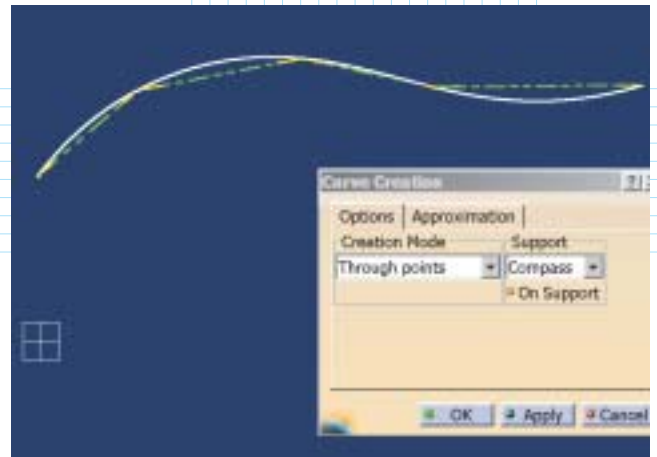 Curve Creation
Options Approximation
Creation Mode Support
Through points Compass
On Support
OK Apply Cancel